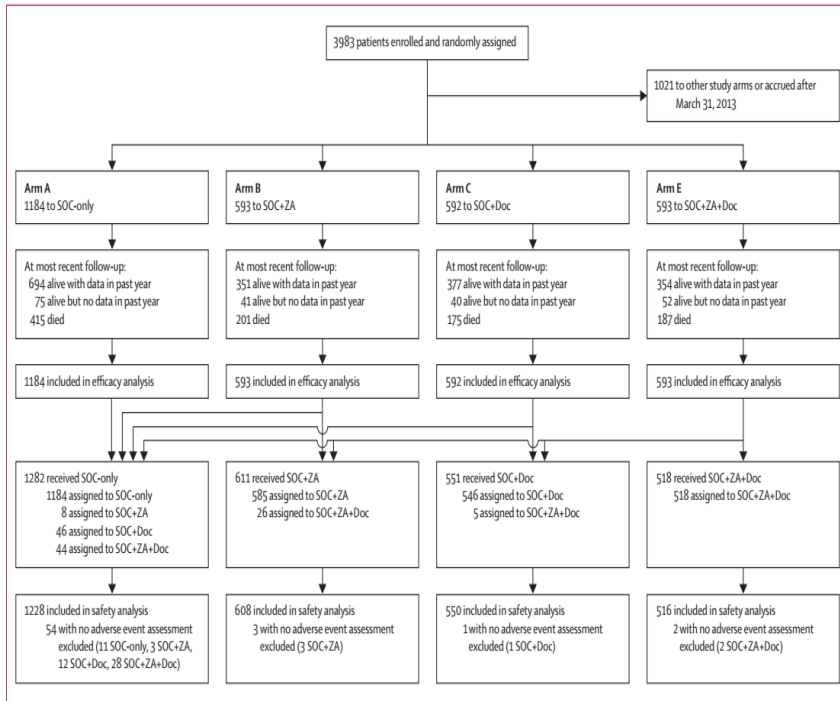 3983 patients enrolled and randomly assigned
1021 to other study arms or accrued after
March 31, 2013
Arm A
1184 to SOC-only
Arm B
593 to SOC+ZA
Arm C
592 to SOC+Doc
Arm E
593 to SOC+ZA+Doc
At most recent follow-up:
694 alive with data in past year
75 alive but no data in past year
415 died
At most recent follow-up:
351 alive with data in past year
41 alive but no data in past year
201 died
At most recent follow-up:
377 alive with data in past year
40 alive but no data in past year
175 died
At most recent follow-up:
354 alive with data in past year
52 alive but no data in past year
187 died
1184 included in efficacy analysis
593 included in efficacy analysis
592 included in efficacy analysis
593 included in efficacy analysis
1282 received SOC-only
1184 assigned to SOC-only
8 assigned to SOC+ZA
46 assigned to SOC+Doc
44 assigned to SOC+ZA+Doc
611 received SOC+ZA
585 assigned to SOC+ZA
26 assigned to SOC+ZA+Doc
551 received SOC+Doc
546 assigned to SOC+Doc
5 assigned to SOC+ZA+Doc
518 received SOC+ZA+Doc
518 assigned to SOC+ZA+Doc
1228 included in safety analysis
54 with no adverse event assessment
excluded (11 SOC-only, 3 SOC+ZA,
12 SOC+Doc, 28 SOC+ZA+Doc)
608 included in safety analysis
3 with no adverse event assessment
excluded (3 SOC+ZA)
550 included in safety analysis
1 with no adverse event assessment
excluded (1 SOC+Doc)
516 included in safety analysis
2 with no adverse event assessment
excluded (2 SOC+ZA+Doc)